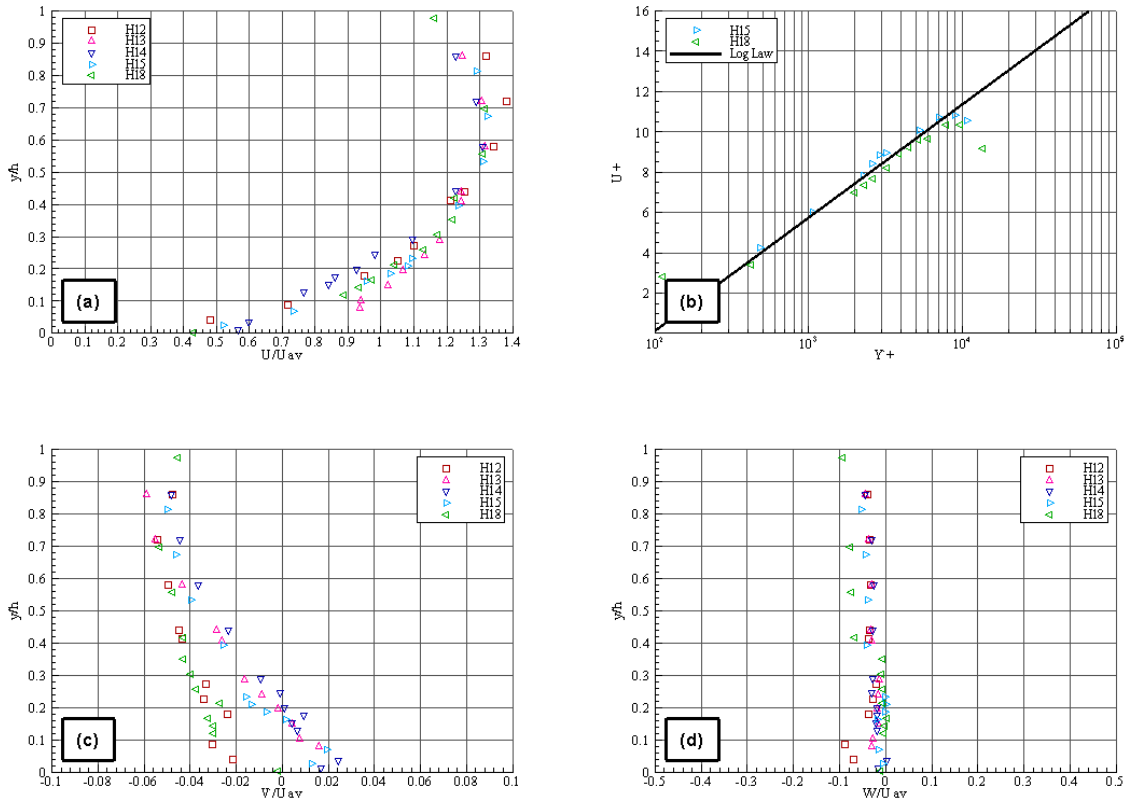 1
0.9
0.8
0.7
0.6
0.5
0.4
0.3
0.2
0.1
0
y/h
H12
H13
H14
H15
H18
(a)
0 0.1 0.2 0.3 0.4 0.5 0.6 0.7 0.8 0.9 1 1.1 1.2 1.3 1.4
U/Uav
16
14
12
10
8
6
4
2
U+
H15
H18
Log Law
(b)
10² 10³ 10⁴ 10⁵
Y+
1
0.9
0.8
0.7
0.6
0.5
0.4
0.3
0.2
0.1
0
y/h
H12
H13
H14
H15
H18
(c)
-0.1 -0.08 -0.06 -0.04 -0.02 0 0.02 0.04 0.06 0.08 0.1
V/Uav
1
0.9
0.8
0.7
0.6
0.5
0.4
0.3
0.2
0.1
0
y/h
H12
H13
H14
H15
H18
(d)
-0.5 -0.4 -0.3 -0.2 -0.1 0 0.1 0.2 0.3 0.4 0.5
W/Uav